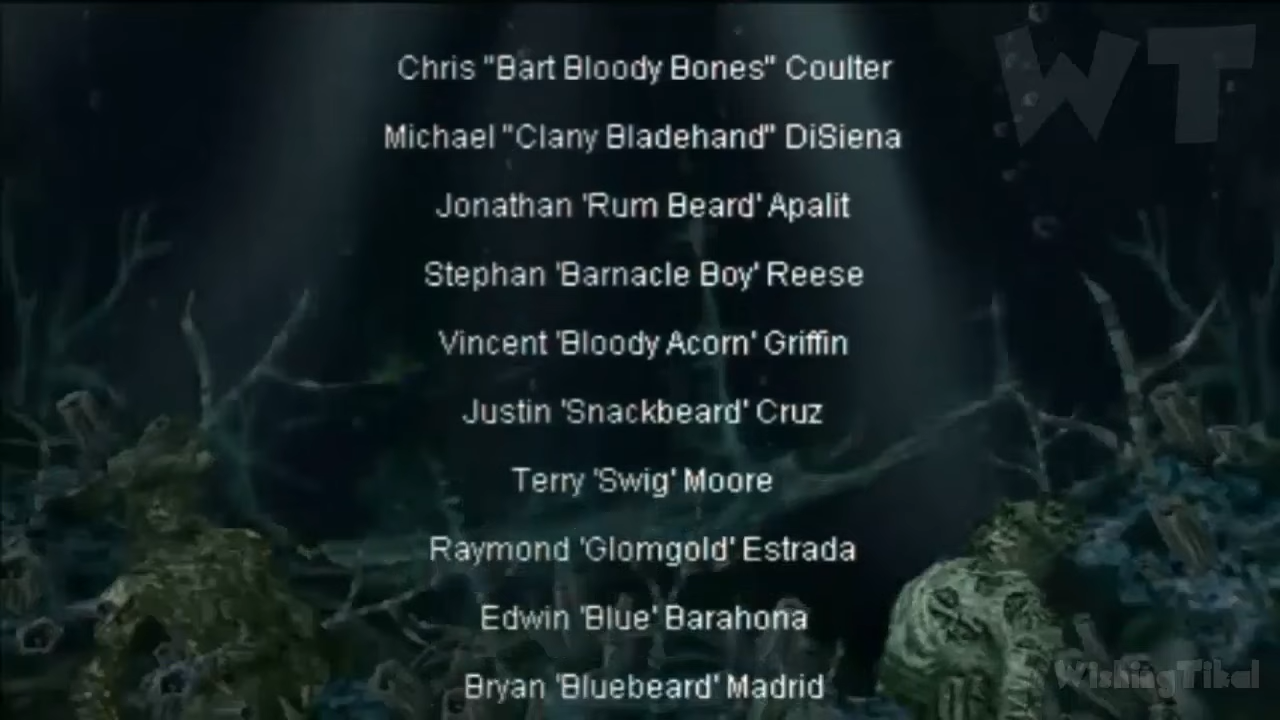 WT
Chris "Bart Bloody Bones" Coulter
Michael "Clany Bladehand" DiSiena
Jonathan 'Rum Beard' Apalit
Stephan 'Barnacle Boy' Reese
Vincent 'Bloody Acorn' Griffin
Justin 'Snackbeard' Cruz
Terry 'Swig' Moore
Raymond 'Glomgold' Estrada
Edwin 'Blue' Barahona
Bryan 'Bluebeard' Madrid
WishingTikal